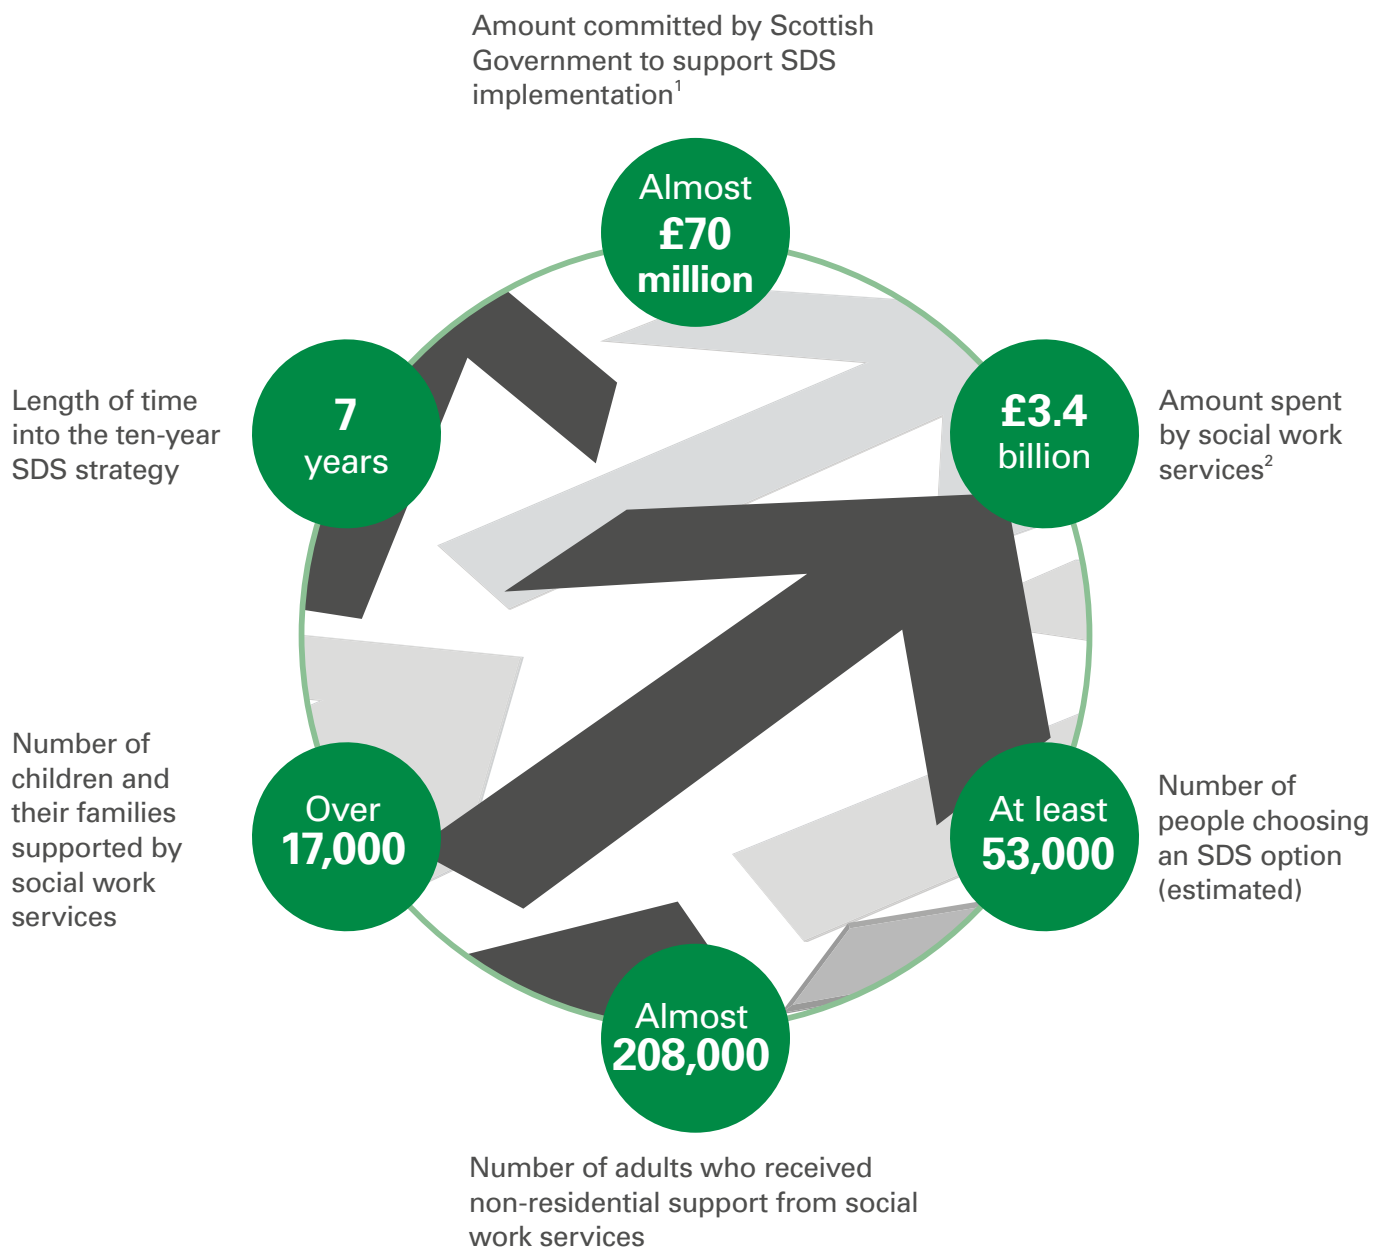 Amount committed by Scottish
Government to support SDS
implementation¹
Almost
£70
million
£3.4
billion
Amount spent
by social work
services²
At least
53,000
Number of
people choosing
an SDS option
(estimated)
Almost
208,000
Number of adults who received
non-residential support from social
work services
Over
17,000
Number of
children and
their families
supported by
social work
services
7
years
Length of time
into the ten-year
SDS strategy